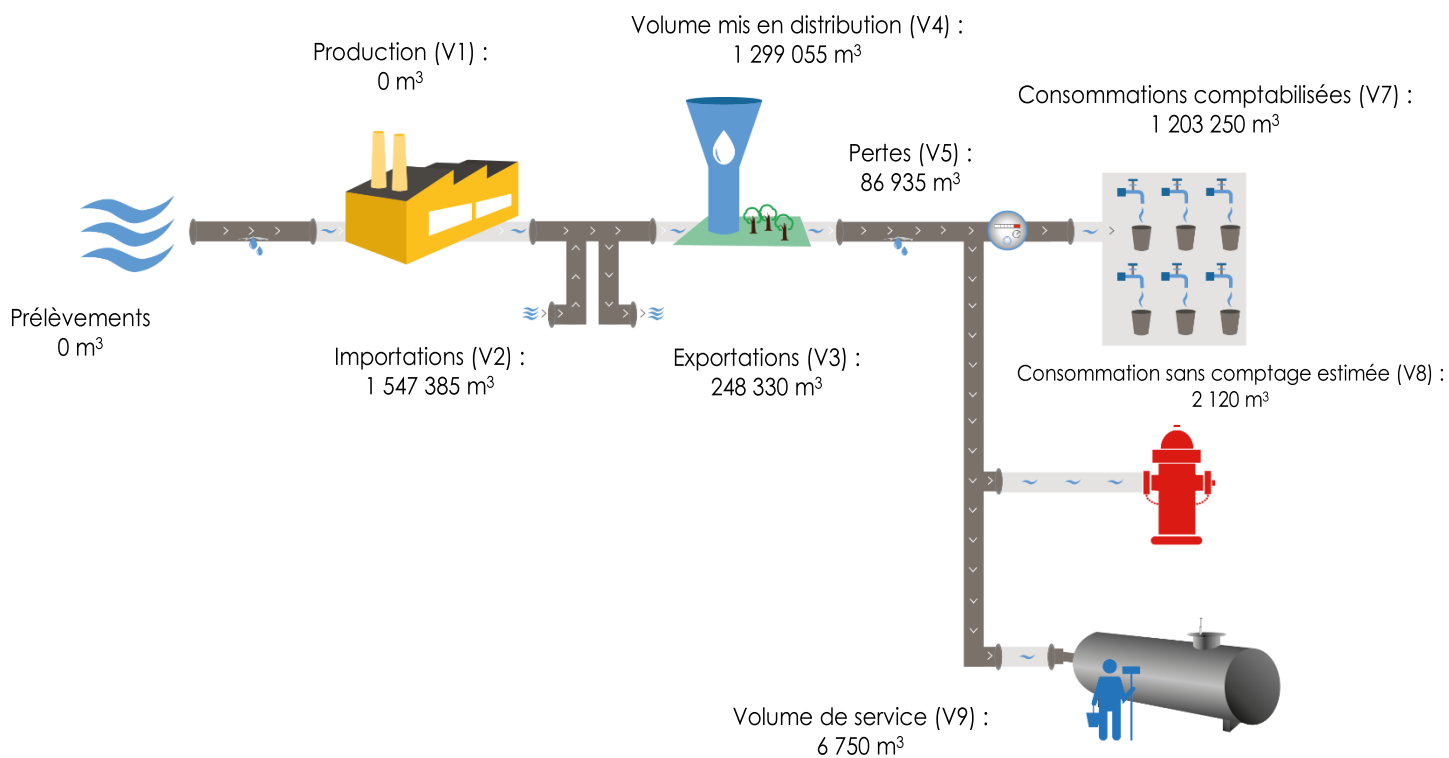 Volume mis en distribution (V4) :
1 299 055 m³
Production (V1) :
0 m³
Consommations comptabilisées (V7) :
1 203 250 m³
Pertes (V5) :
86 935 m³
Prélèvements
0 m³
Importations (V2) :
1 547 385 m³
Exportations (V3) :
248 330 m³
Consommation sans comptage estimée (V8) :
2 120 m³
Volume de service (V9) :
6 750 m³